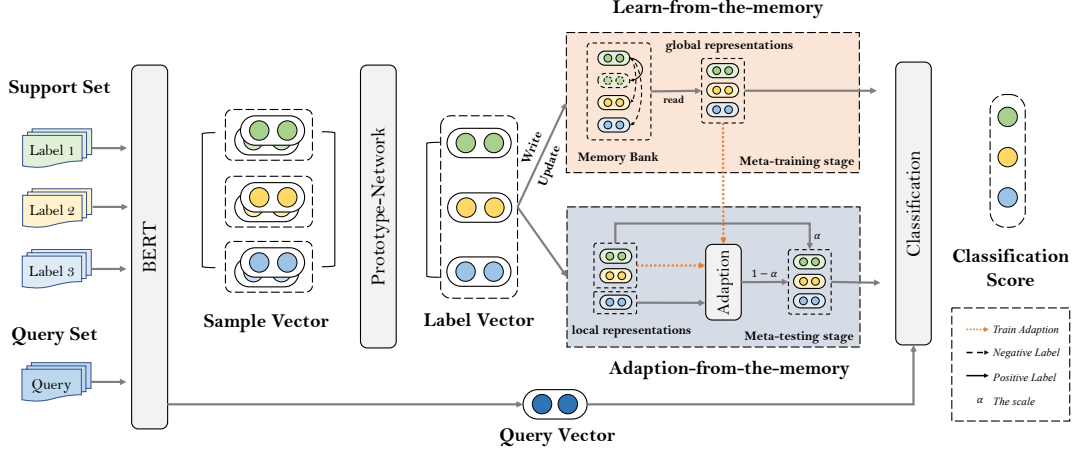 Learn-from-the-memory
Support Set
Label 1
Label 2
Label 3
Query Set
Query
BERT
Sample Vector
Prototype-Network
Label Vector
Write
Update
global representations
read
Memory Bank
Meta-training stage
α
Adaption
1 − α
local representations
Meta-testing stage
Adaption-from-the-memory
Query Vector
Classification
Classification
Score
Train Adaption
Negative Label
Positive Label
α The scale